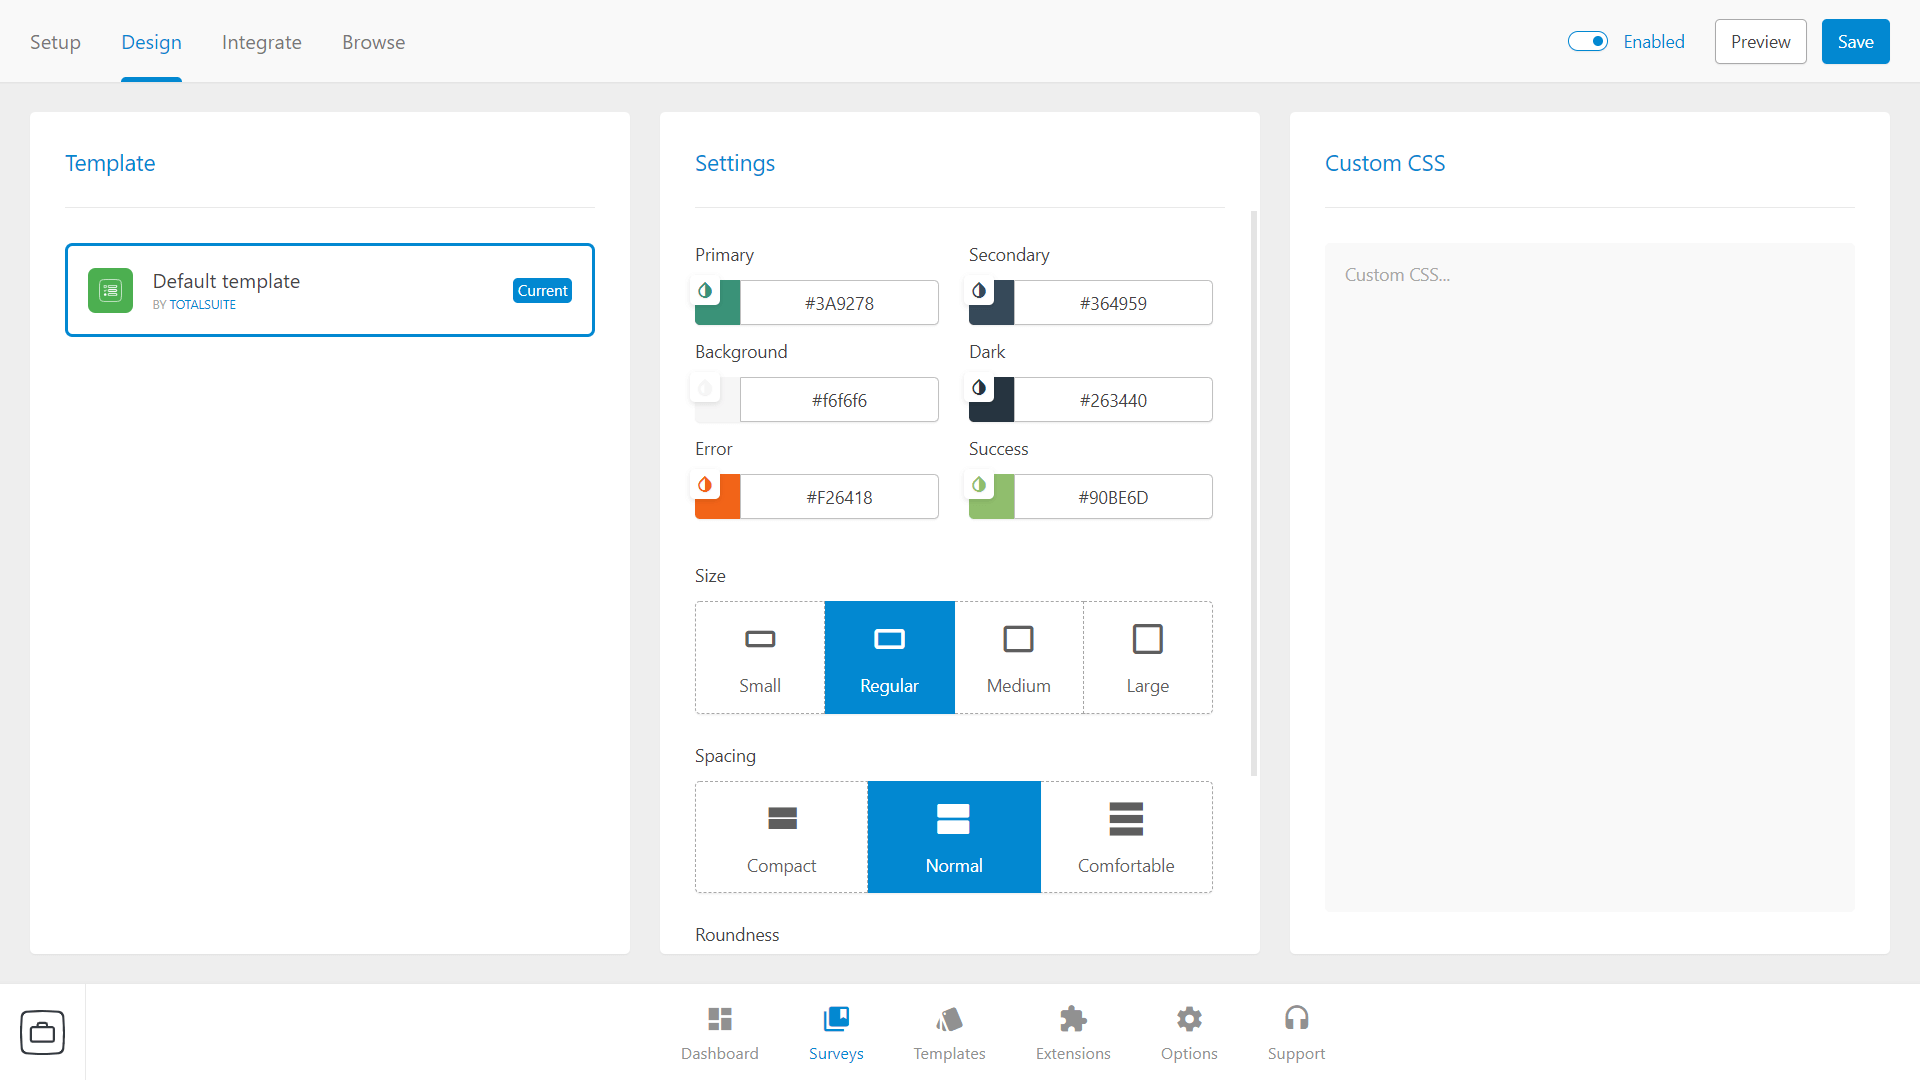 Setup Design Integrate Browse Enabled Preview Save
Template
Default template
BY TOTALSUITE
Current
Settings
Primary Secondary
#3A9278 #364959
Background Dark
#f6f6f6 #263440
Error Success
#F26418 #90BE6D
Size
Small Regular Medium Large
Spacing
Compact Normal Comfortable
Roundness
Custom CSS
Custom CSS...
Dashboard Surveys Templates Extensions Options Support